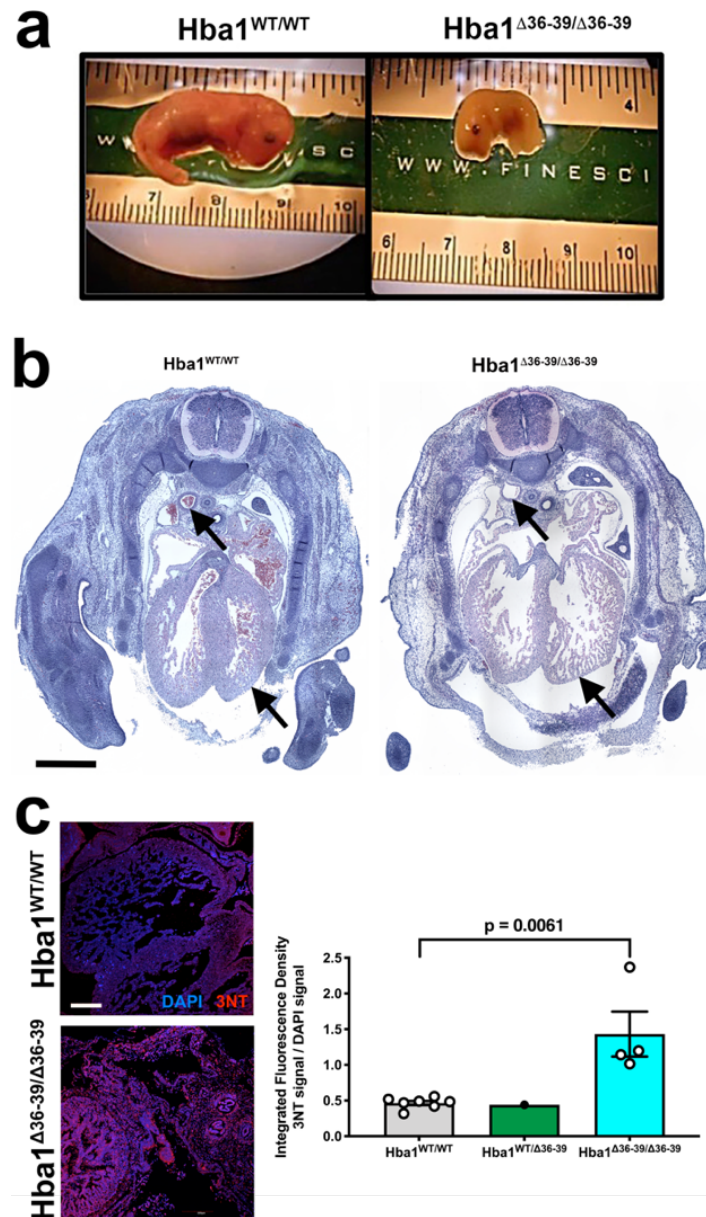 a
Hba1WT/WT Hba1Δ36-39/Δ36-39
W W SC
6 7 8 9 10
4
WWW.FINESCI
6 7 8 9 10
b
Hba1WT/WT Hba1Δ36-39/Δ36-39
c
Hba1WT/WT
DAPI 3NT
Hba1Δ36-39/Δ36-39
p = 0.0061
Integrated Fluorescence Density
3NT signal / DAPI signal
2.5
2.0
1.5
1.0
0.5
0.0
Hba1WT/WT Hba1WT/Δ36-39 Hba1Δ36-39/Δ36-39